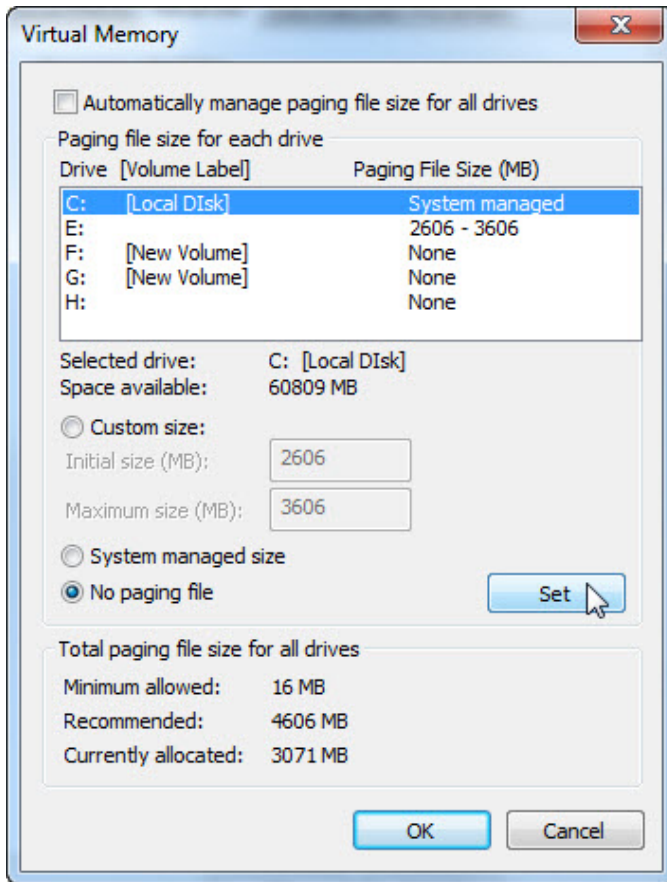 Virtual Memory
Automatically manage paging file size for all drives
Paging file size for each drive
Drive [Volume Label] Paging File Size (MB)
C: [Local DIsk] System managed
E: 2606 - 3606
F: [New Volume] None
G: [New Volume] None
H: None
Selected drive: C: [Local DIsk]
Space available: 60809 MB
Custom size:
Initial size (MB): 2606
Maximum size (MB): 3606
System managed size
No paging file Set
Total paging file size for all drives
Minimum allowed: 16 MB
Recommended: 4606 MB
Currently allocated: 3071 MB
OK Cancel